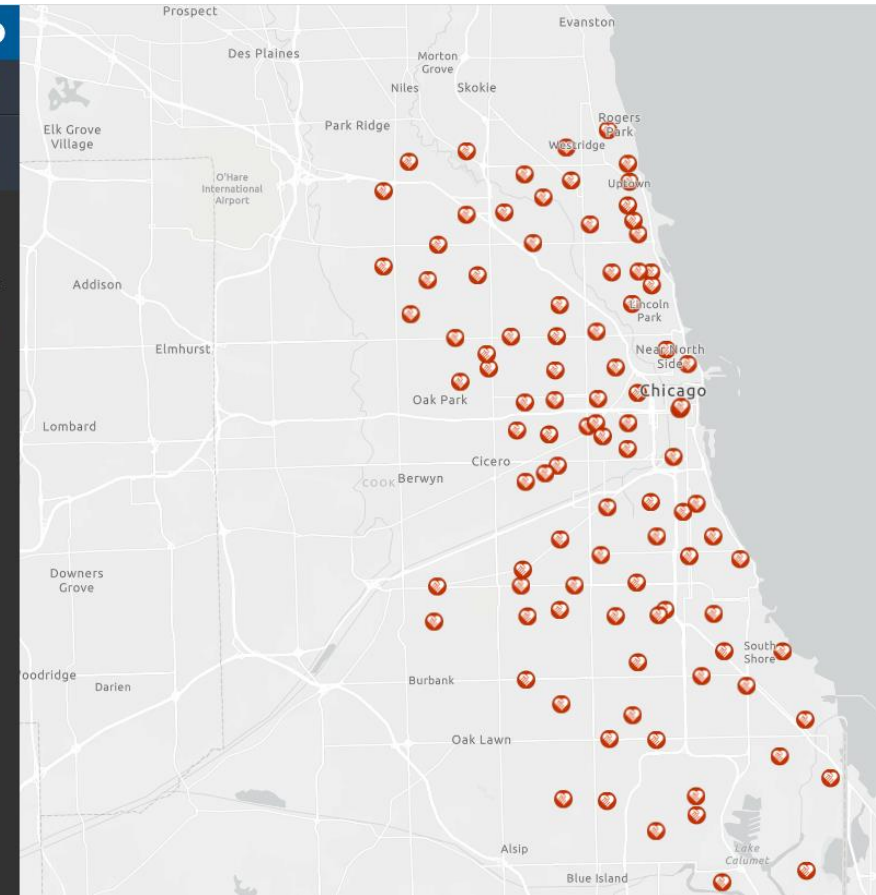 Prospect
Evanston
Des Plaines
Morton
Grove
Niles
Skokie
Rogers
Park
Park Ridge
Elk Grove
Village
Westridge
O'Hare
International
Airport
Uptown
Addison
Lincoln
Park
Elmhurst
Near North
Side
Chicago
Oak Park
Lombard
Cicero
COOK
Berwyn
Downers
Grove
South
Shore
oodridge
Darien
Burbank
Oak Lawn
Alsip
Lake
Calumet
Blue Island